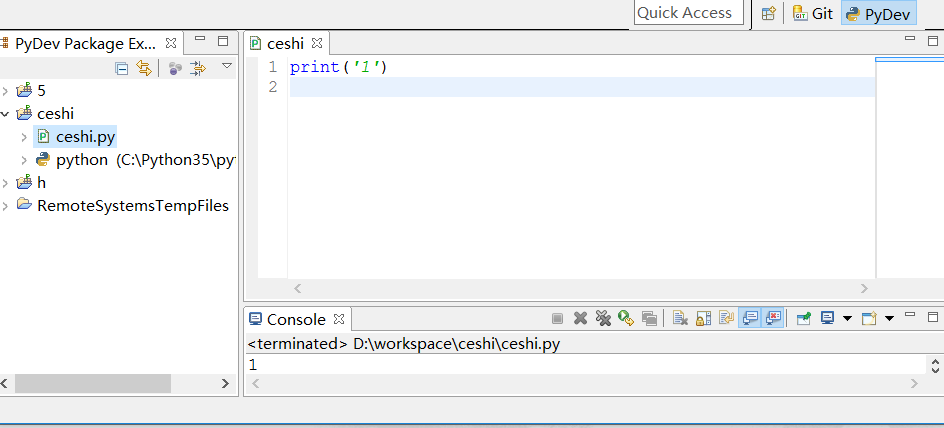 Quick Access
Git
PyDev
PyDev Package Ex...
5
ceshi
ceshi.py
python (C:\Python35\py
h
RemoteSystemsTempFiles
ceshi
1 print('1')
2
Console
<terminated> D:\workspace\ceshi\ceshi.py
1